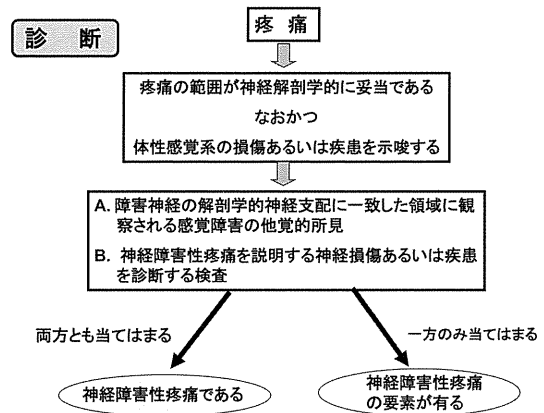 診 断
疼 痛
疼痛の範囲が神経解剖学的に妥当である
なおかつ
体性感覚系の損傷あるいは疾患を示唆する
A. 障害神経の解剖学的神経支配に一致した領域に観
察される感覚障害の他覚的所見
B. 神経障害性疼痛を説明する神経損傷あるいは疾患
を診断する検査
両方とも当てはまる
一方のみ当てはまる
神経障害性疼痛である
神経障害性疼痛
の要素が有る